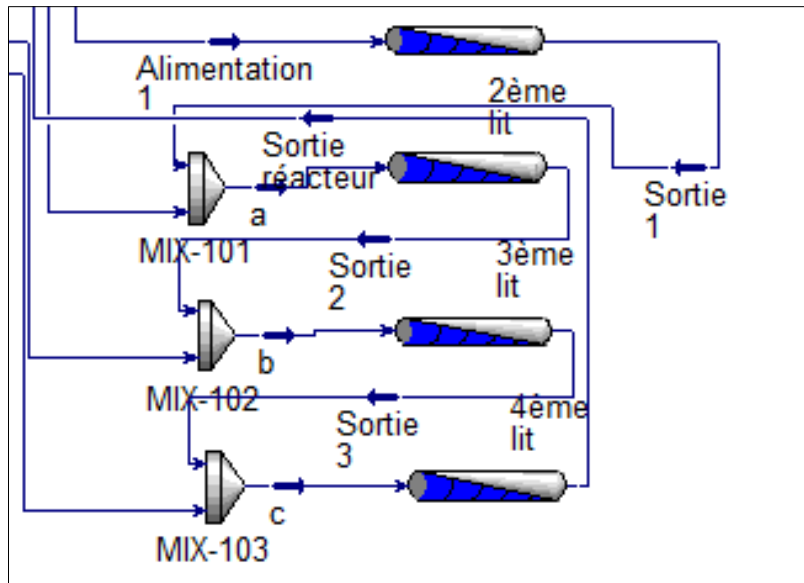 Alimentation
1
2ème
lit
Sortie
réacteur
a
MIX-101
Sortie
1
Sortie
2
3ème
lit
b
MIX-102
Sortie
3
4ème
lit
c
MIX-103